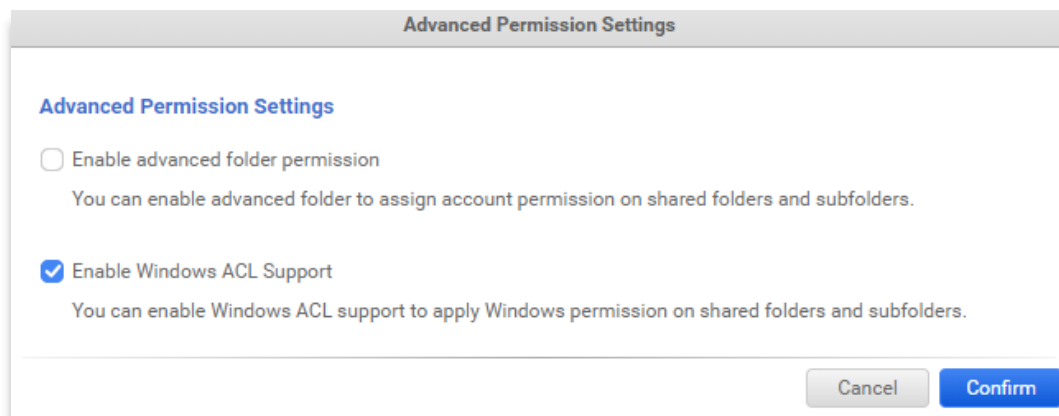 Advanced Permission Settings
Advanced Permission Settings
Enable advanced folder permission
You can enable advanced folder to assign account permission on shared folders and subfolders.
Enable Windows ACL Support
You can enable Windows ACL support to apply Windows permission on shared folders and subfolders.
Cancel Confirm